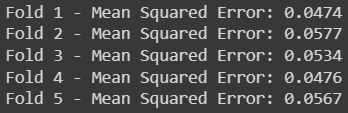 Fold 1 - Mean Squared Error: 0.0474
Fold 2 - Mean Squared Error: 0.0577
Fold 3 - Mean Squared Error: 0.0534
Fold 4 - Mean Squared Error: 0.0476
Fold 5 - Mean Squared Error: 0.0567